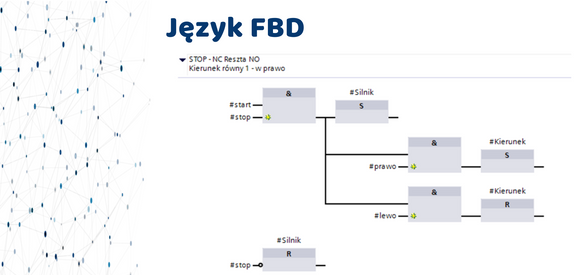 Język FBD
STOP - NC Reszta NO
Kierunek równy 1 - w prawo
& #Silnik
#start S
#stop
& #Kierunek
S
#prawo
& #Kierunek
R
#lewo
#Silnik
R
#stop